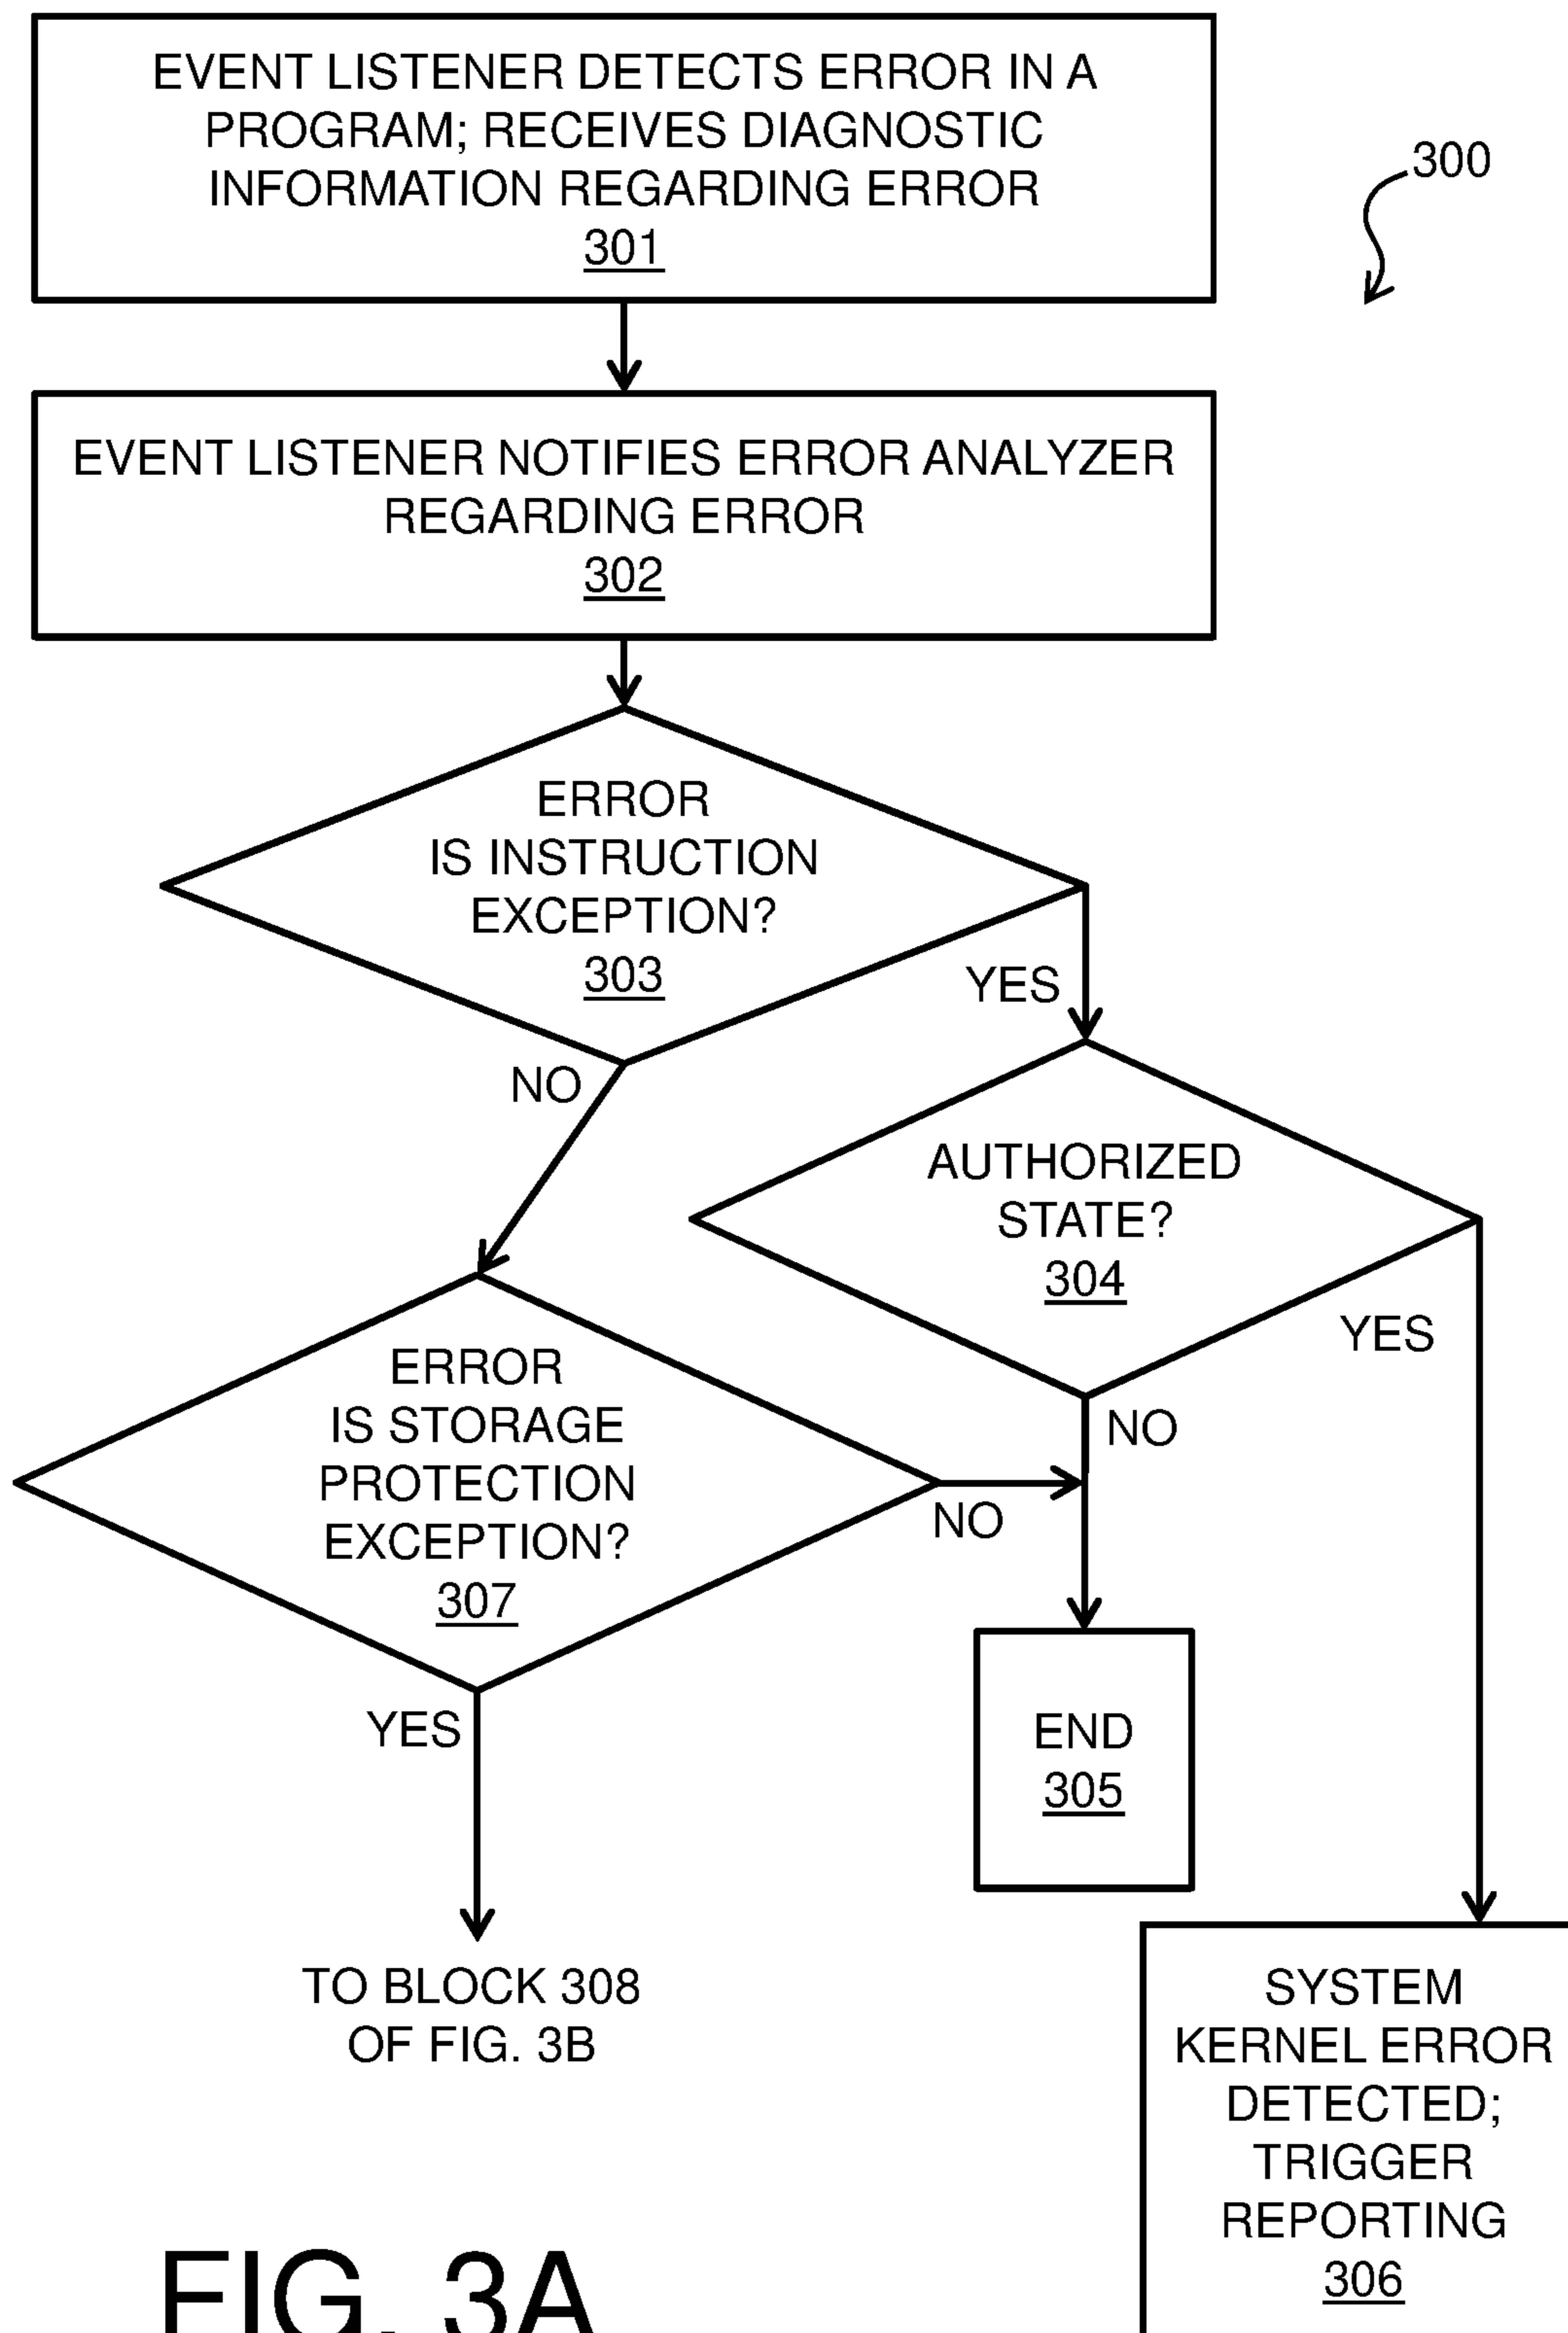 EVENT LISTENER DETECTS ERROR IN A
PROGRAM; RECEIVES DIAGNOSTIC
INFORMATION REGARDING ERROR
301
300
EVENT LISTENER NOTIFIES ERROR ANALYZER
REGARDING ERROR
302
ERROR
IS INSTRUCTION
EXCEPTION?
303
YES
NO
AUTHORIZED
STATE?
304
YES
NO
ERROR
IS STORAGE
PROTECTION
EXCEPTION?
307
NO
YES
END
305
TO BLOCK 308
OF FIG. 3B
SYSTEM
KERNEL ERROR
DETECTED;
TRIGGER
REPORTING
306
FIG. 3A